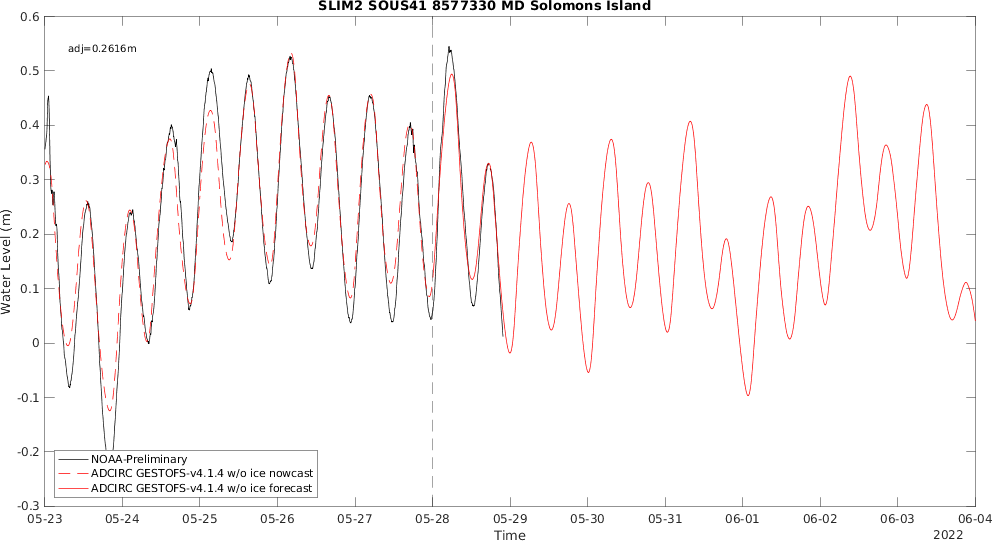 SLIM2 SOUS41 8577330 MD Solomons Island
0.6
adj=0.2616m
0.5
0.4
0.3
0.2
0.1
0
-0.1
-0.2
-0.3
Water Level (m)
NOAA-Preliminary
ADCIRC GESTOFS-v4.1.4 w/o ice nowcast
ADCIRC GESTOFS-v4.1.4 w/o ice forecast
05-23 05-24 05-25 05-26 05-27 05-28 05-29 05-30 05-31 06-01 06-02 06-03 06-04
Time
2022